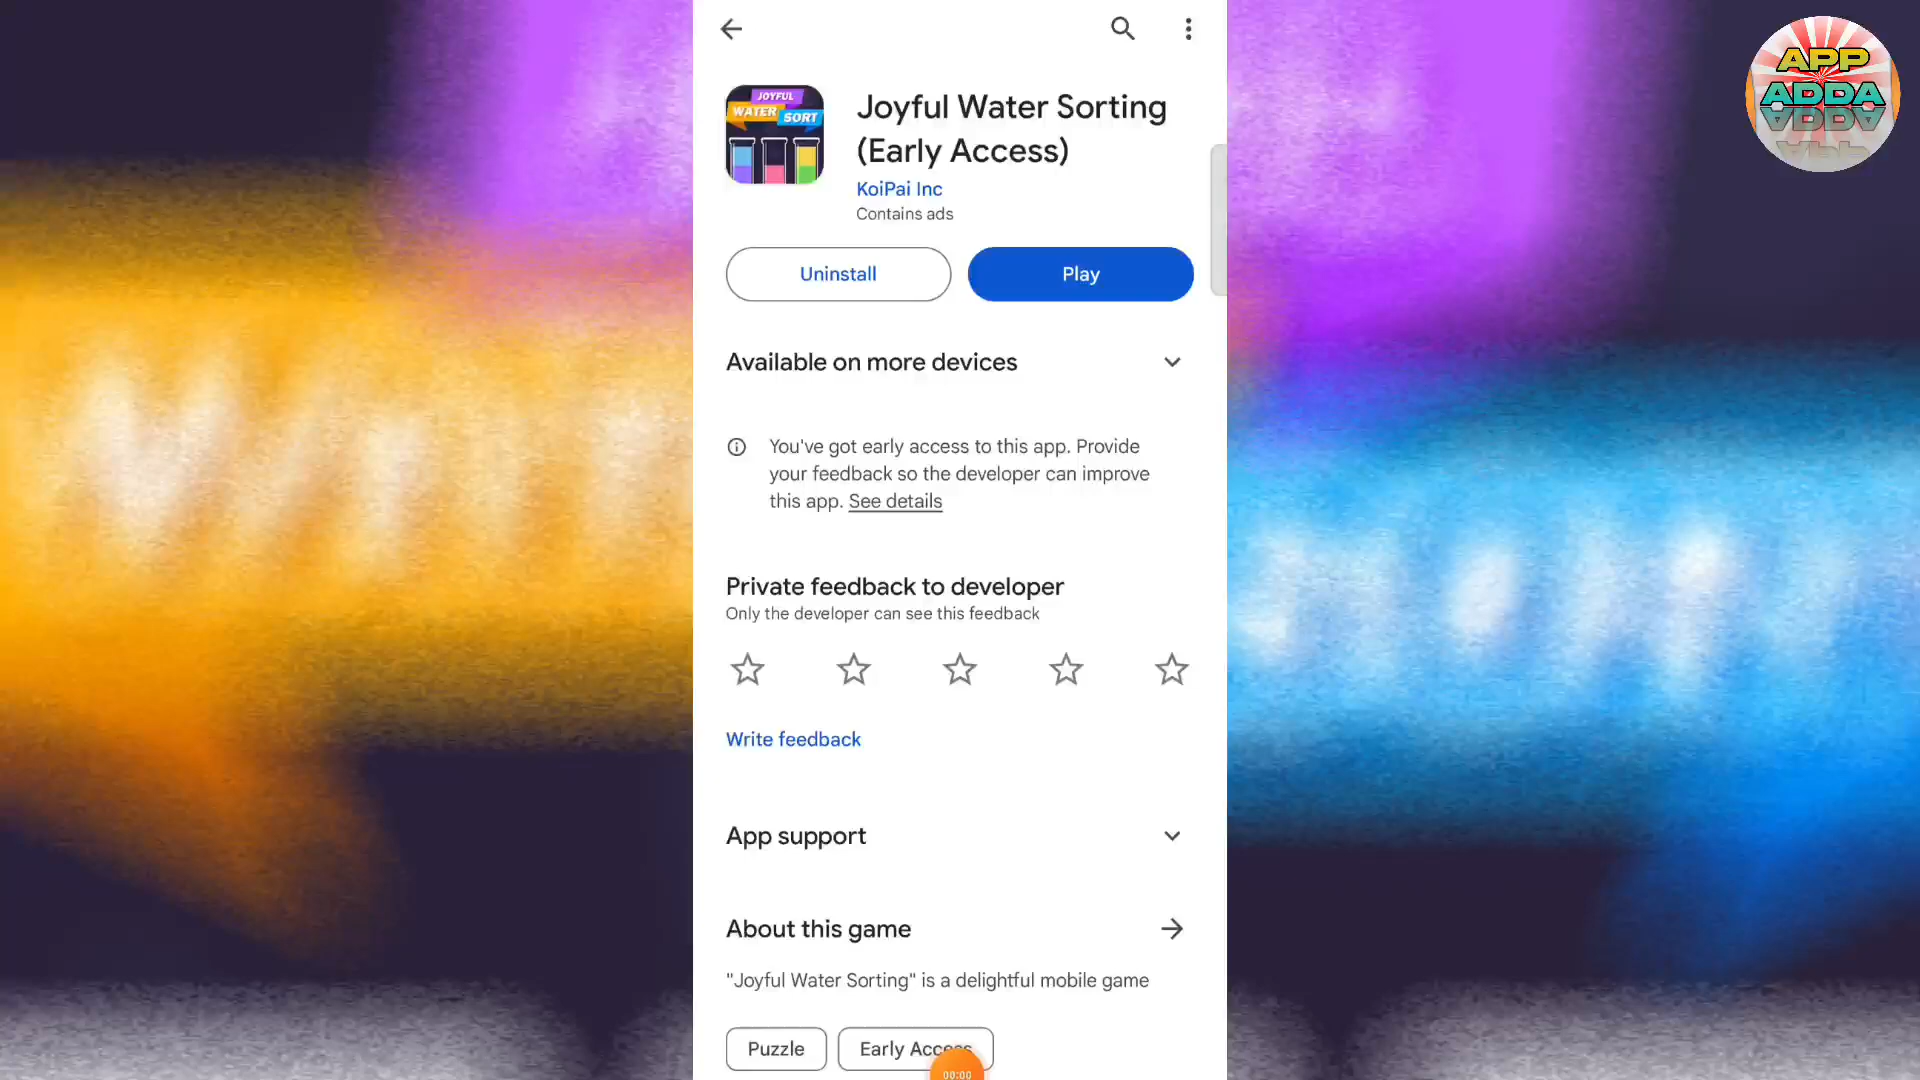 APP
ADDA
JOYFUL
WATER
SORT
Joyful Water Sorting
(Early Access)
KoiPai Inc
Contains ads
Uninstall
Play
Available on more devices
You've got early access to this app. Provide
your feedback so the developer can improve
this app. See details
Private feedback to developer
Only the developer can see this feedback
Write feedback
App support
About this game
"Joyful Water Sorting" is a delightful mobile game
Puzzle
Early Access
00:00